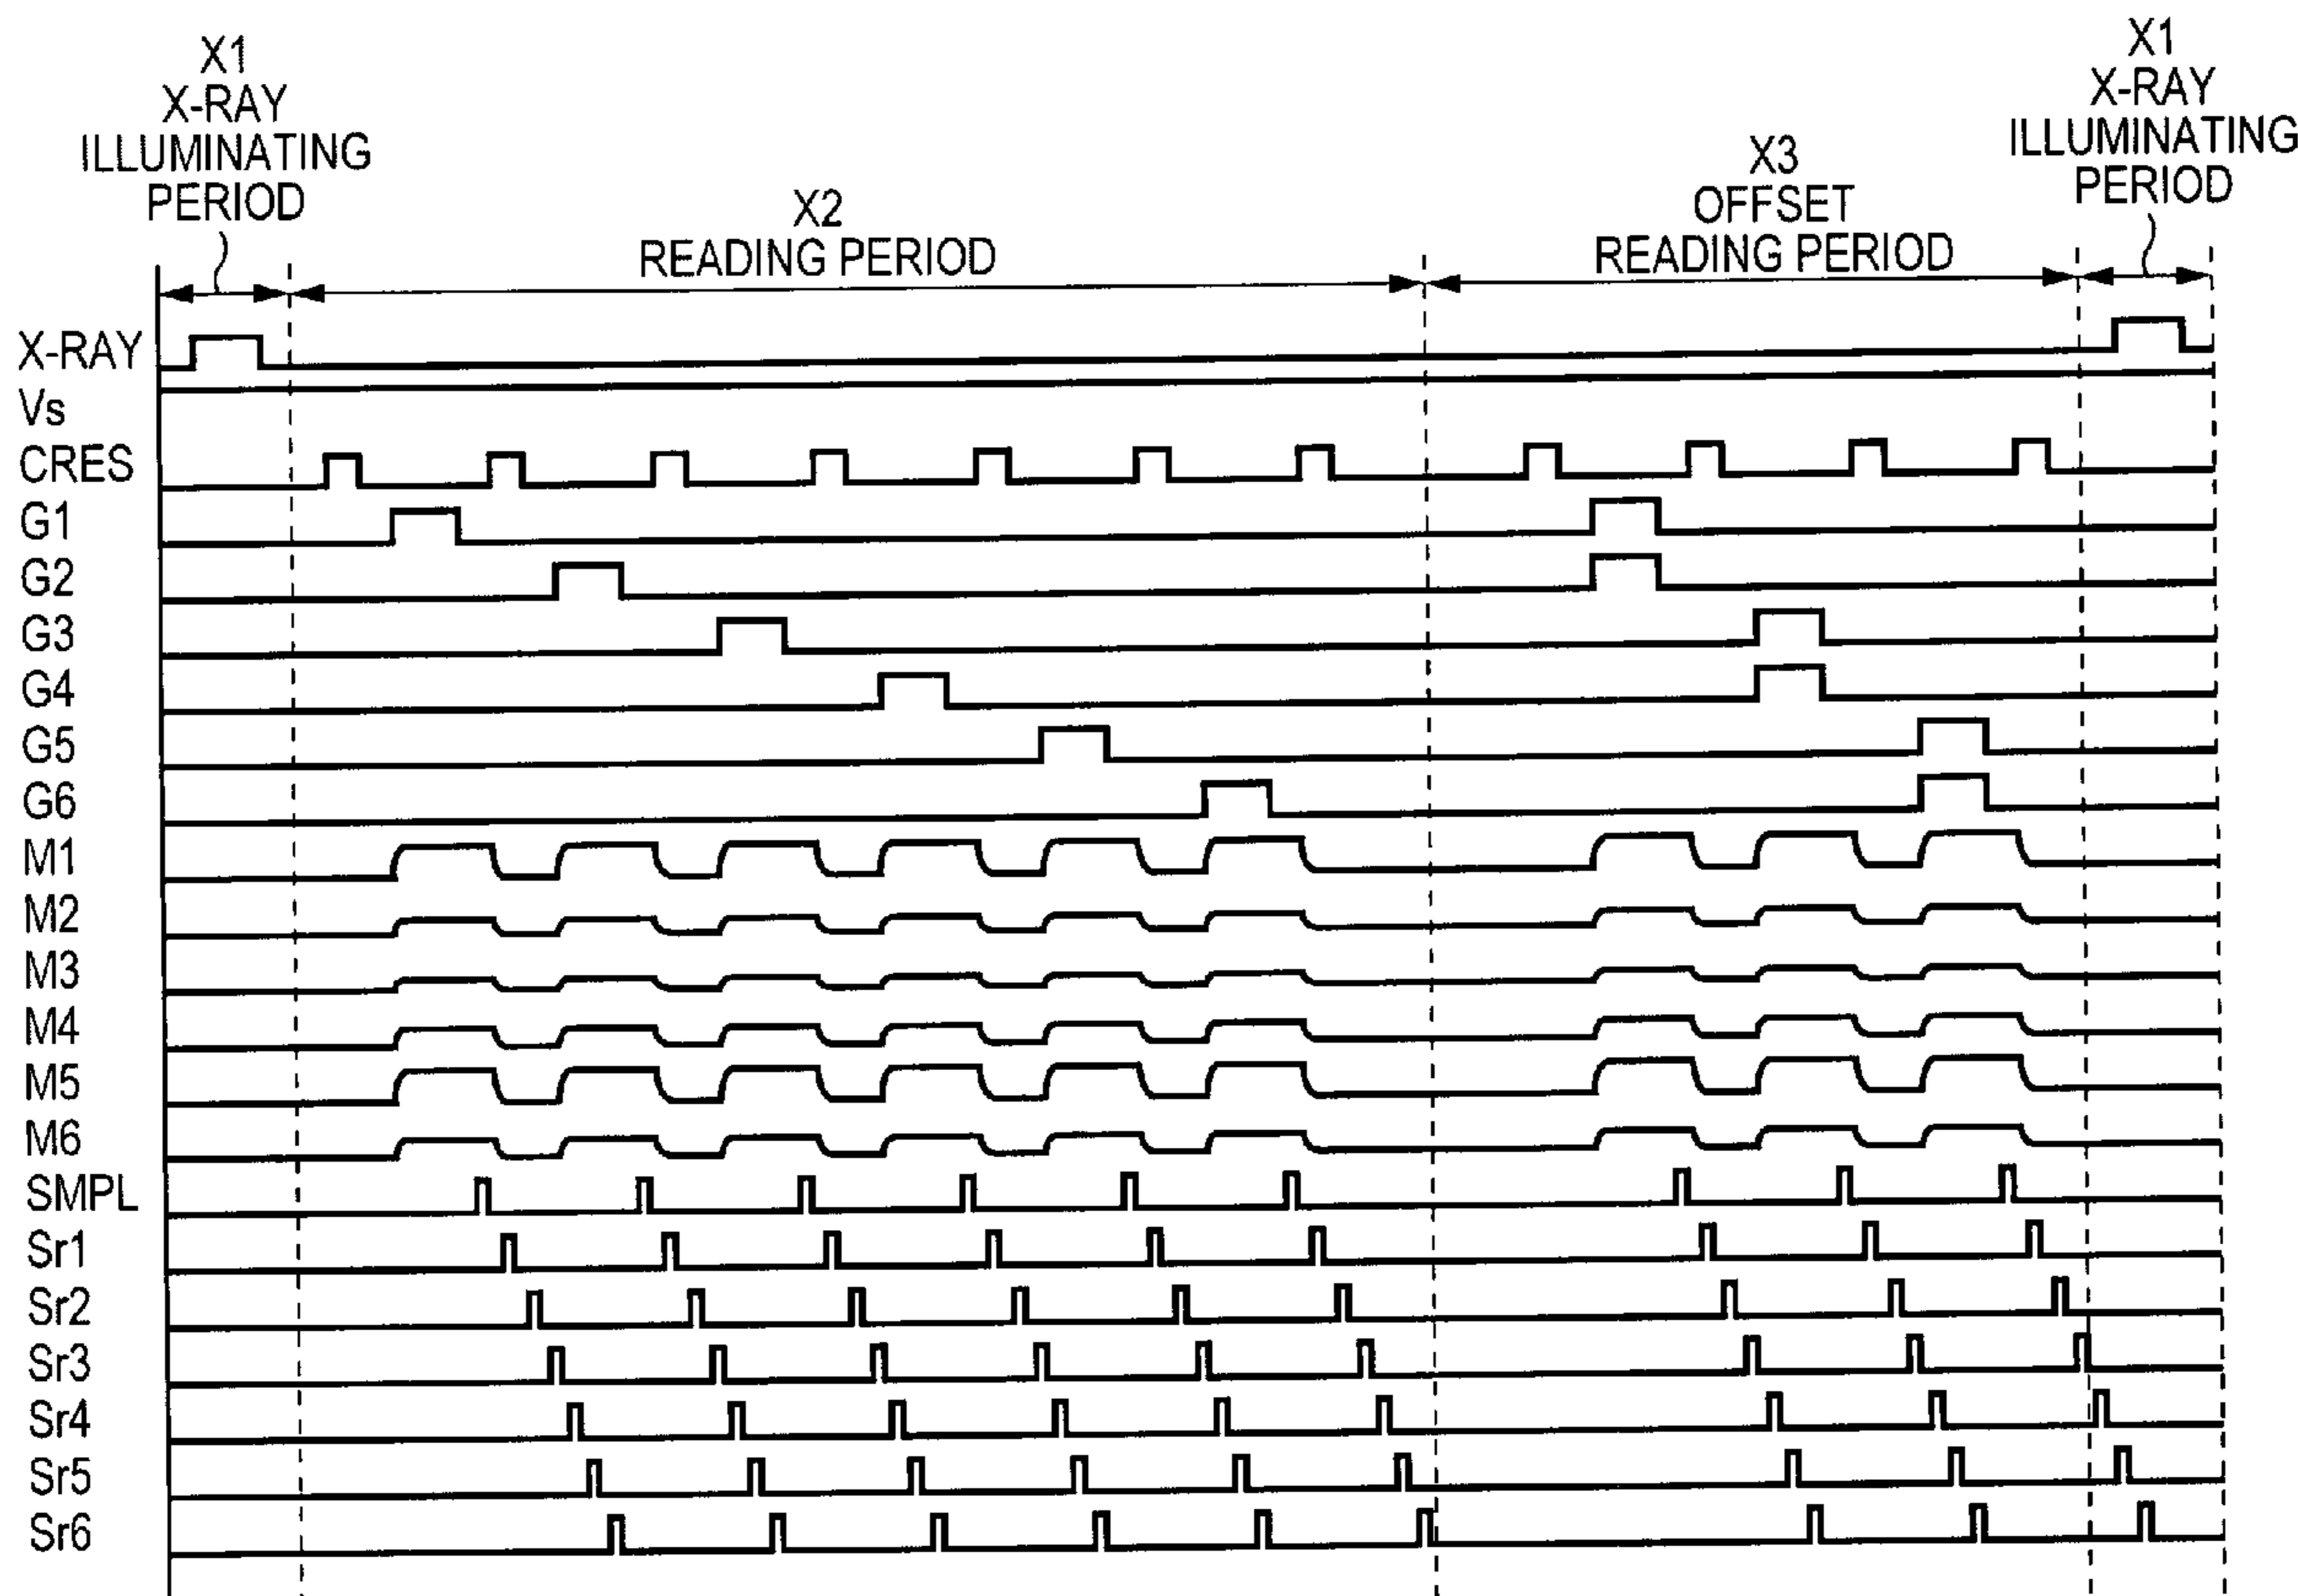 X1
X-RAY
ILLUMINATING
PERIOD
X2
READING PERIOD
X3
OFFSET
READING PERIOD
X1
X-RAY
ILLUMINATING
PERIOD
X-RAY
Vs
CRES
G1
G2
G3
G4
G5
G6
M1
M2
M3
M4
M5
M6
SMPL
Sr1
Sr2
Sr3
Sr4
Sr5
Sr6